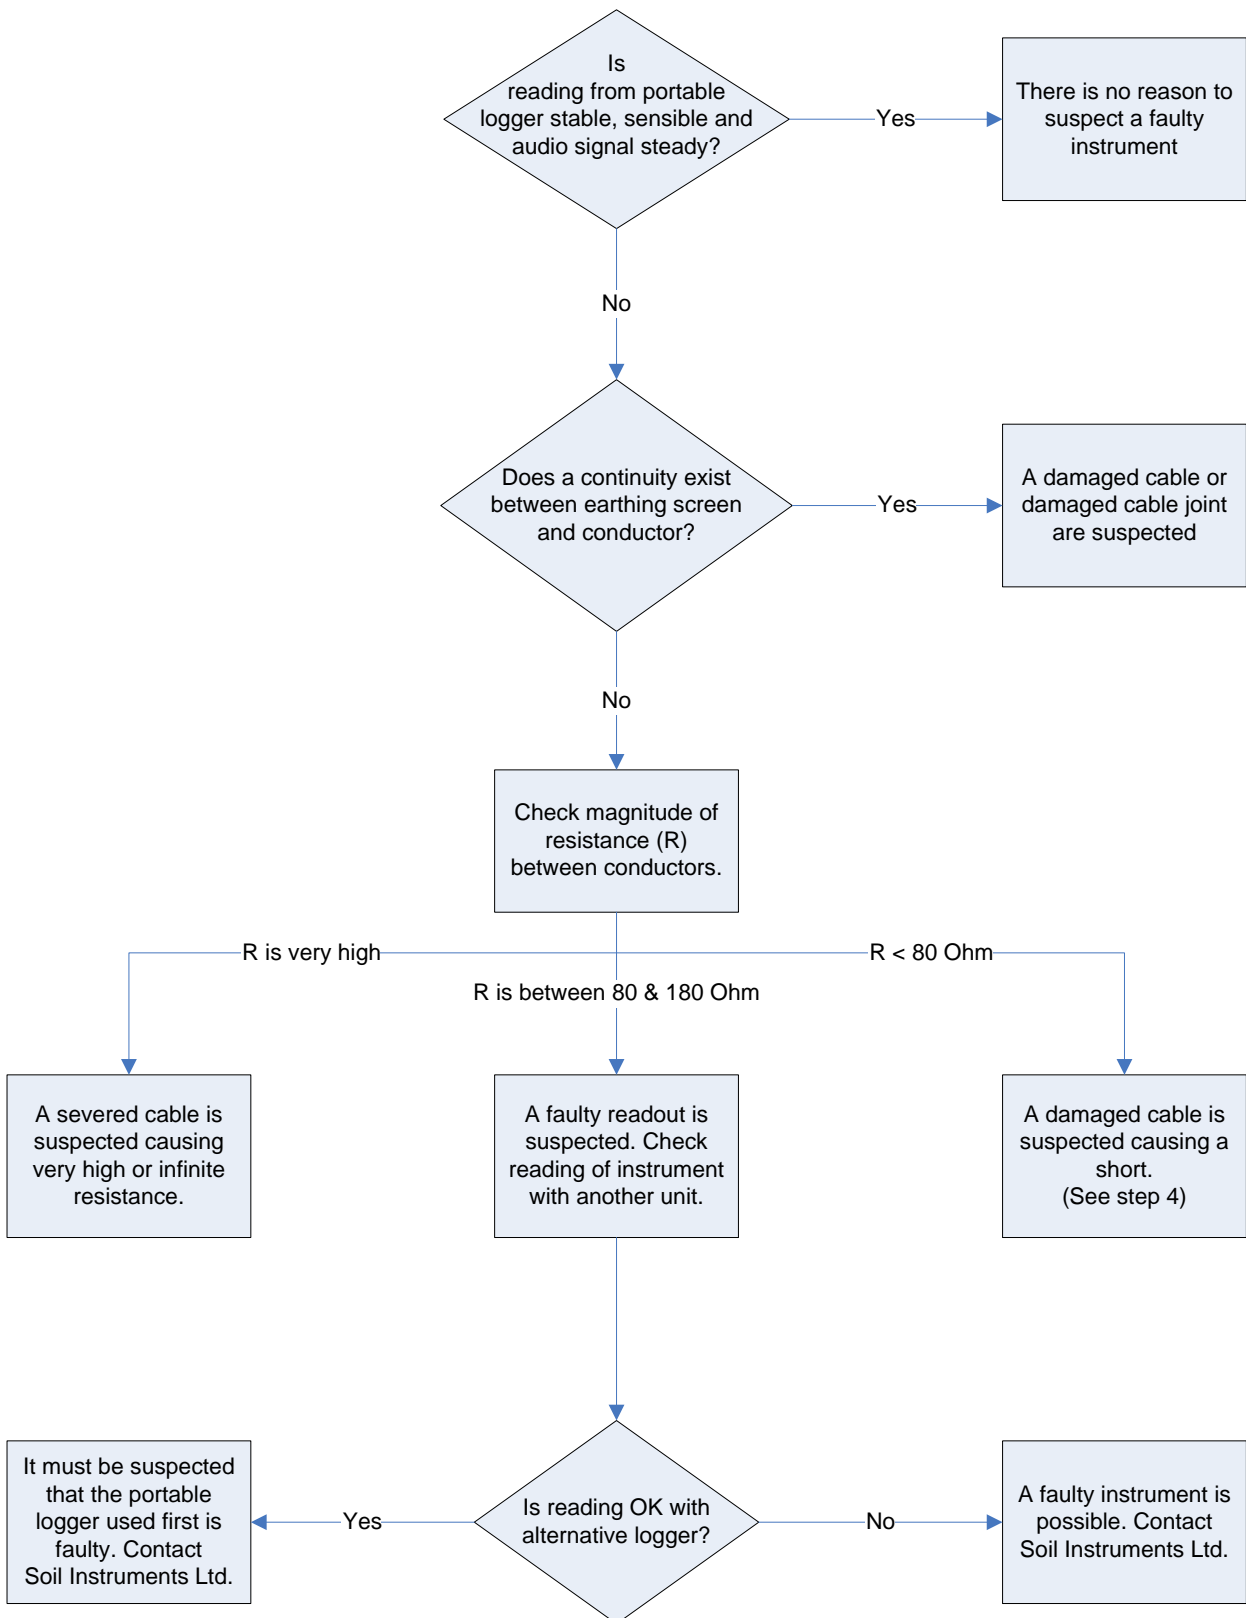 Is
reading from portable
logger stable, sensible and
audio signal steady?
Yes
There is no reason to
suspect a faulty
instrument
No
Does a continuity exist
between earthing screen
and conductor?
Yes
A damaged cable or
damaged cable joint
are suspected
No
Check magnitude of
resistance (R)
between conductors.
R is very high
R is between 80 & 180 Ohm
R < 80 Ohm
A severed cable is
suspected causing
very high or infinite
resistance.
A faulty readout is
suspected. Check
reading of instrument
with another unit.
A damaged cable is
suspected causing a
short.
(See step 4)
It must be suspected
that the portable
logger used first is
faulty. Contact
Soil Instruments Ltd.
Yes
Is reading OK with
alternative logger?
No
A faulty instrument is
possible. Contact
Soil Instruments Ltd.